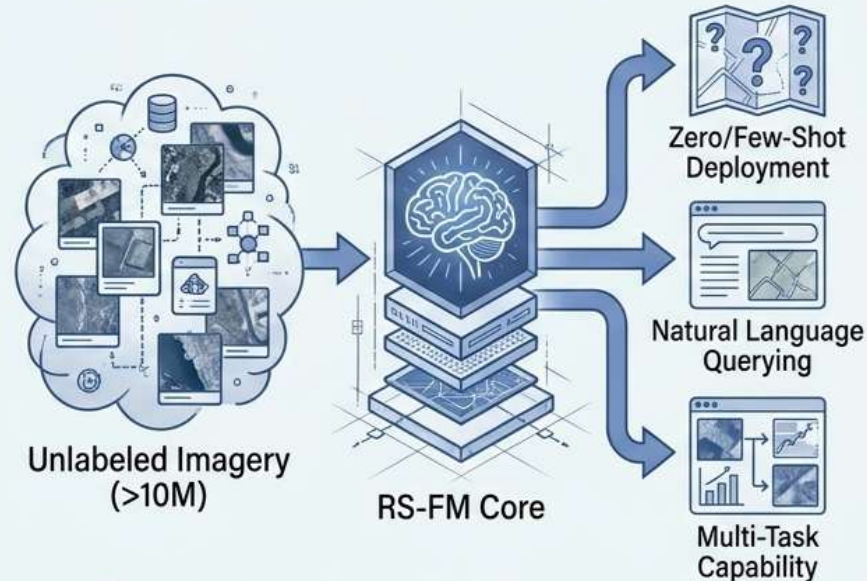 Unlabeled Imagery
(>10M)
RS-FM Core
? ? ? ?
Zero/Few-Shot
Deployment
Natural Language
Querying
Multi-Task
Capability